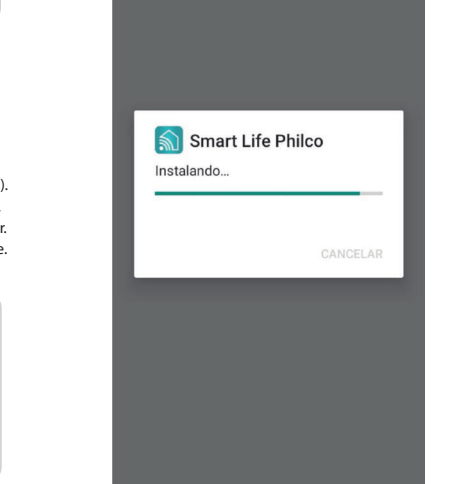 ).
.
r.
e.
Smart Life Philco
Instalando...
CANCELAR